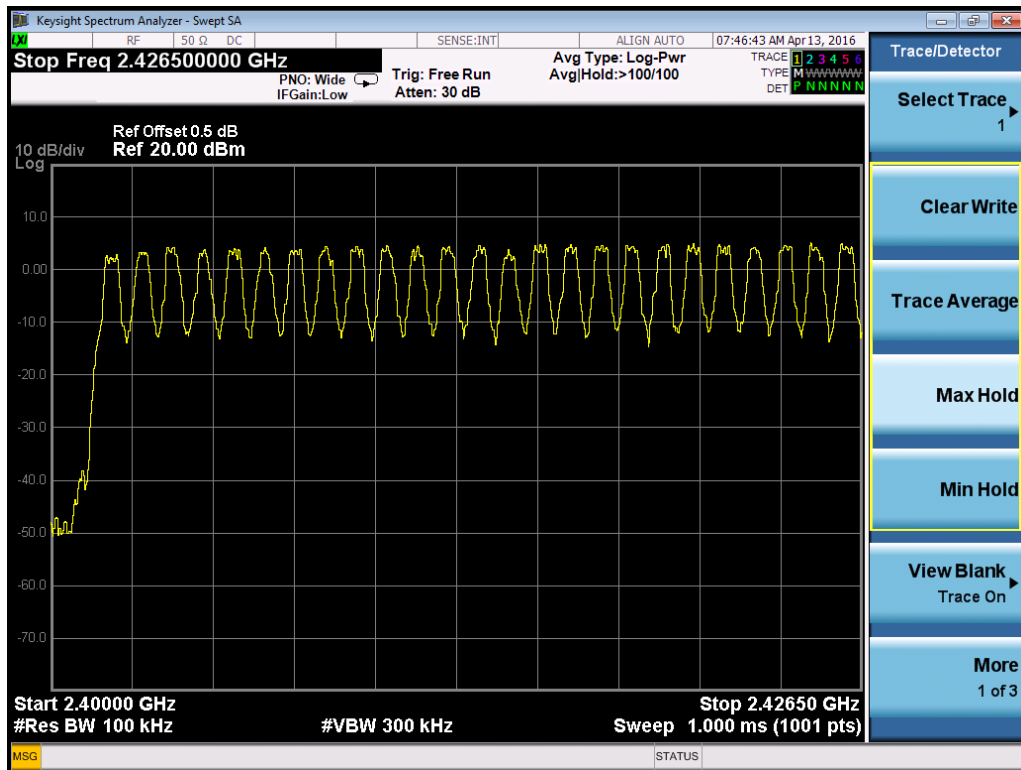 Keysight Spectrum Analyzer - Swept SA
LXI RF 50 Ω DC SENSE:INT ALIGN AUTO 07:46:43 AM Apr 13, 2016
Stop Freq 2.426500000 GHz
PNO: Wide
IFGain:Low
Trig: Free Run
Atten: 30 dB
Avg Type: Log-Pwr
Avg|Hold:>100/100
TRACE 1 2 3 4 5 6
TYPE M WWWWW
DET P N N N N N
Ref Offset 0.5 dB
10 dB/div Ref 20.00 dBm
Log
10.0
0.00
-10.0
-20.0
-30.0
-40.0
-50.0
-60.0
-70.0
Start 2.40000 GHz Stop 2.42650 GHz
#Res BW 100 kHz #VBW 300 kHz Sweep 1.000 ms (1001 pts)
MSG STATUS
Trace/Detector
Select Trace
1
Clear Write
Trace Average
Max Hold
Min Hold
View Blank
Trace On
More
1 of 3